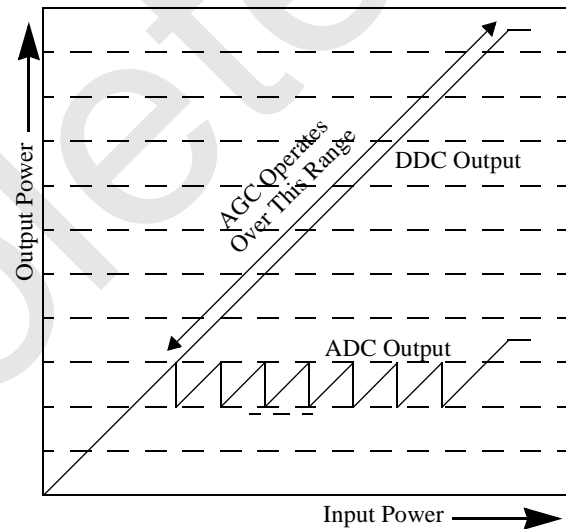 Output Power
AGC Operates
Over This Range
DDC Output
ADC Output
Input Power